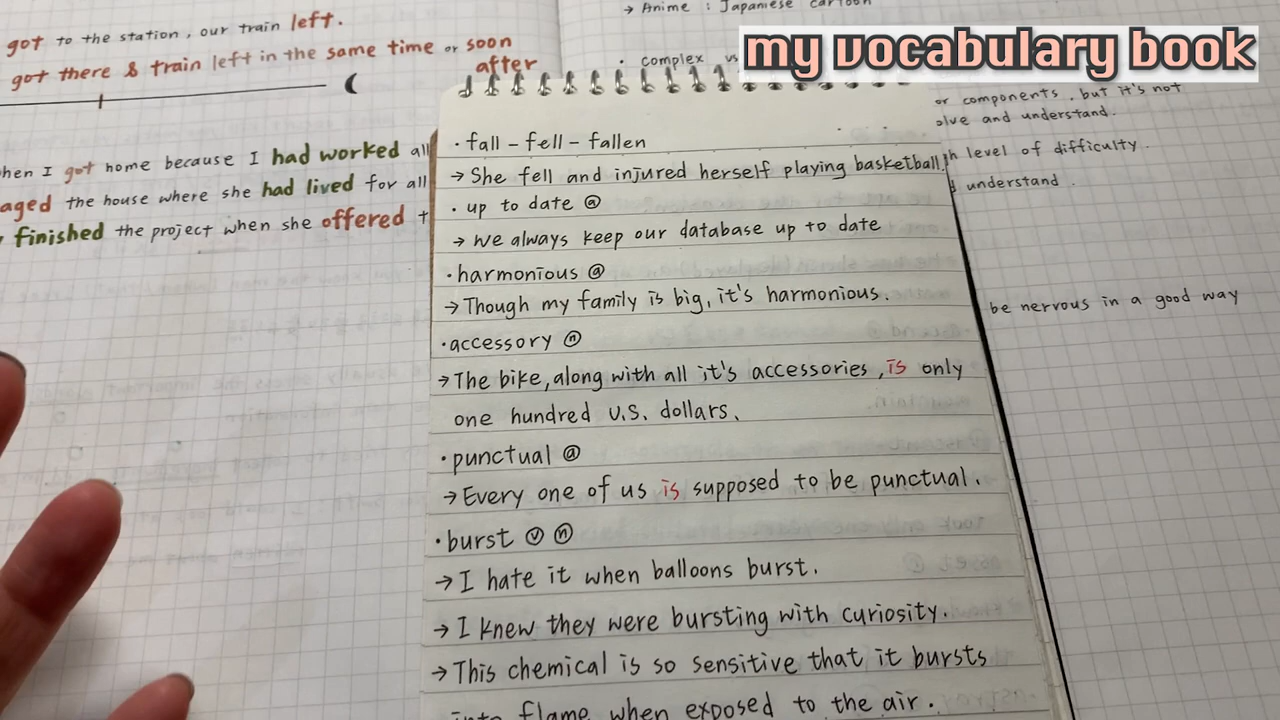 my vocabulary book
got to the station, our train left.
got there & train left in the same time or soon
after
when I got home because I had worked all
aged the house where she had lived for all
finished the project when she offered
→ Anime : Japanese cartoon
• complex vs
or components, but it's not
olve and understand.
h level of difficulty.
understand.
be nervous in a good way
· fall – fell – fallen
→ She fell and injured herself playing basketball.
· up to date ⓐ
→ We always keep our database up to date
· harmonious ⓐ
→ Though my family is big, it's harmonious.
· accessory ⓝ
→ The bike, along with all it's accessories, is only
one hundred U.S. dollars.
· punctual ⓐ
→ Every one of us is supposed to be punctual.
· burst ⓥ ⓝ
→ I hate it when balloons burst.
→ I knew they were bursting with curiosity.
→ This chemical is so sensitive that it bursts
into flame when exposed to the air.